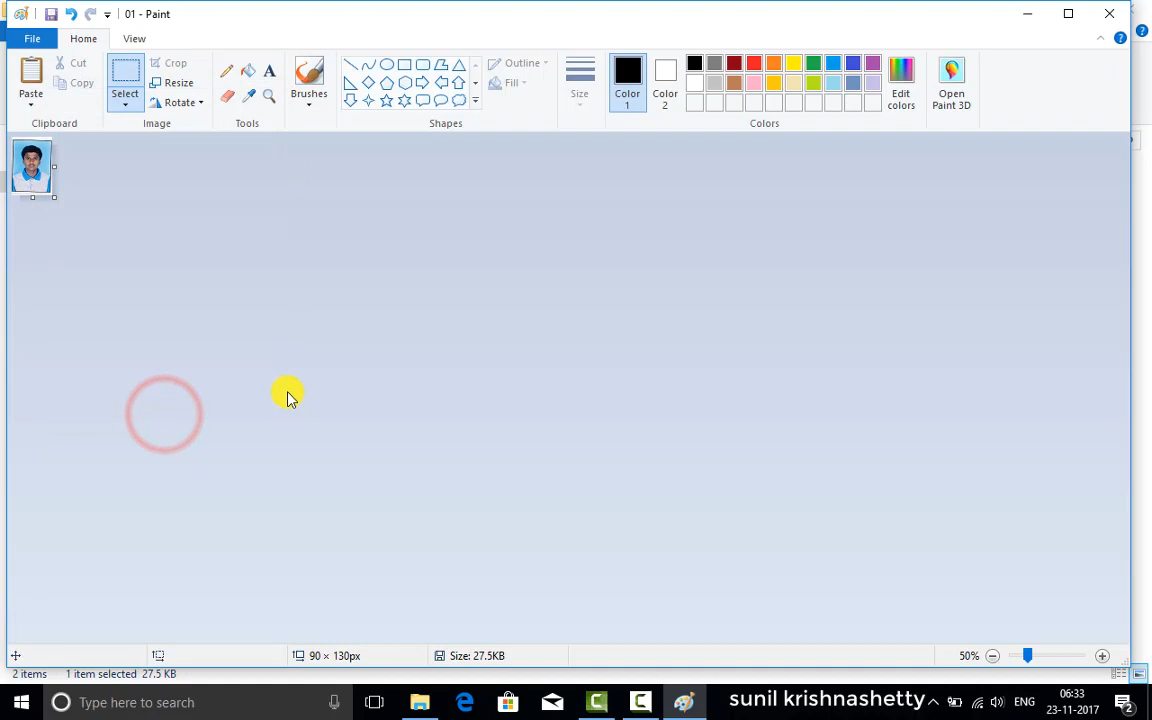 01 - Paint
File
Home
View
Paste
Cut
Copy
Clipboard
Select
Crop
Resize
Rotate
Image
A
Tools
Brushes
Shapes
Outline
Fill
Size
Color
1
Color
2
Colors
Edit
colors
Open
Paint 3D
90 × 130px
Size: 27.5KB
50%
2 items
1 item selected 27.5 KB
Type here to search
sunil krishnashetty
ENG
06:33
23-11-2017
2